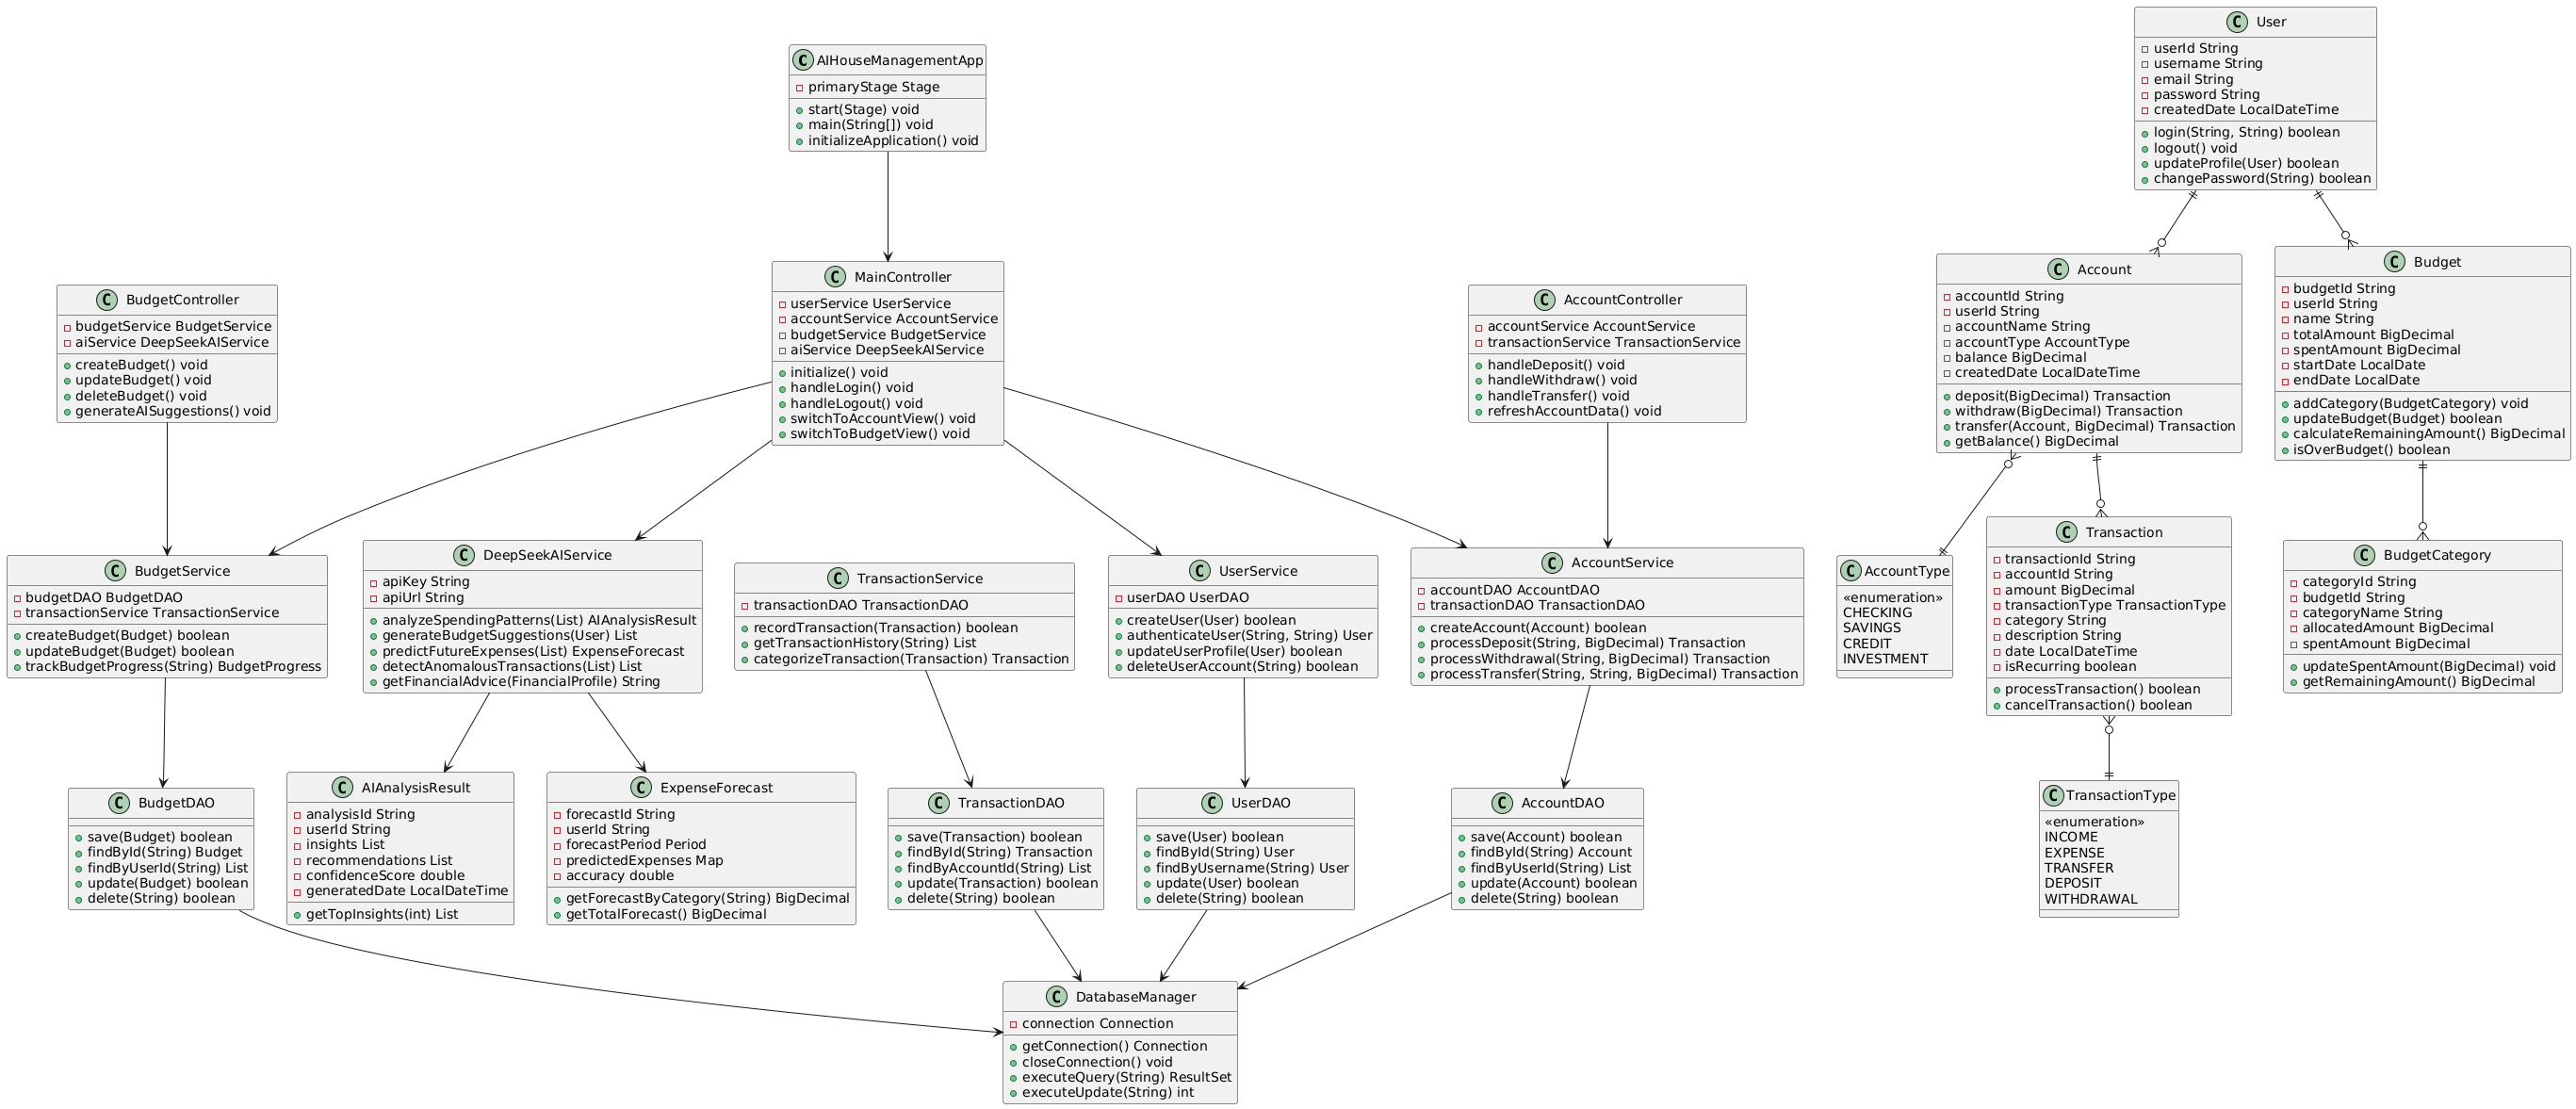 User
userId String
username String
email String
password String
createdDate LocalDateTime
login(String, String) boolean
logout() void
updateProfile(User) boolean
changePassword(String) boolean
AIHouseManagementApp
primaryStage Stage
start(Stage) void
main(String[]) void
initializeApplication() void
BudgetController
budgetService BudgetService
aiService DeepSeekAIService
createBudget() void
updateBudget() void
deleteBudget() void
generateAISuggestions() void
MainController
userService UserService
accountService AccountService
budgetService BudgetService
aiService DeepSeekAIService
initialize() void
handleLogin() void
handleLogout() void
switchToAccountView() void
switchToBudgetView() void
AccountController
accountService AccountService
transactionService TransactionService
handleDeposit() void
handleWithdraw() void
handleTransfer() void
refreshAccountData() void
Account
accountId String
userId String
accountName String
accountType AccountType
balance BigDecimal
createdDate LocalDateTime
deposit(BigDecimal) Transaction
withdraw(BigDecimal) Transaction
transfer(Account, BigDecimal) Transaction
getBalance() BigDecimal
Budget
budgetId String
userId String
name String
totalAmount BigDecimal
spentAmount BigDecimal
startDate LocalDate
endDate LocalDate
addCategory(BudgetCategory) void
updateBudget(Budget) boolean
calculateRemainingAmount() BigDecimal
isOverBudget() boolean
BudgetService
budgetDAO BudgetDAO
transactionService TransactionService
createBudget(Budget) boolean
updateBudget(Budget) boolean
trackBudgetProgress(String) BudgetProgress
DeepSeekAIService
apiKey String
apiUrl String
analyzeSpendingPatterns(List) AIAnalysisResult
generateBudgetSuggestions(User) List
predictFutureExpenses(List) ExpenseForecast
detectAnomalousTransactions(List) List
getFinancialAdvice(FinancialProfile) String
TransactionService
transactionDAO TransactionDAO
recordTransaction(Transaction) boolean
getTransactionHistory(String) List
categorizeTransaction(Transaction) Transaction
UserService
userDAO UserDAO
createUser(User) boolean
authenticateUser(String, String) User
updateUserProfile(User) boolean
deleteUserAccount(String) boolean
AccountService
accountDAO AccountDAO
transactionDAO TransactionDAO
createAccount(Account) boolean
processDeposit(String, BigDecimal) Transaction
processWithdrawal(String, BigDecimal) Transaction
processTransfer(String, String, BigDecimal) Transaction
AccountType
«enumeration»
CHECKING
SAVINGS
CREDIT
INVESTMENT
Transaction
transactionId String
accountId String
amount BigDecimal
transactionType TransactionType
category String
description String
date LocalDateTime
isRecurring boolean
processTransaction() boolean
cancelTransaction() boolean
BudgetCategory
categoryId String
budgetId String
categoryName String
allocatedAmount BigDecimal
spentAmount BigDecimal
updateSpentAmount(BigDecimal) void
getRemainingAmount() BigDecimal
BudgetDAO
save(Budget) boolean
findById(String) Budget
findByUserId(String) List
update(Budget) boolean
delete(String) boolean
AIAnalysisResult
analysisId String
userId String
insights List
recommendations List
confidenceScore double
generatedDate LocalDateTime
getTopInsights(int) List
ExpenseForecast
forecastId String
userId String
forecastPeriod Period
predictedExpenses Map
accuracy double
getForecastByCategory(String) BigDecimal
getTotalForecast() BigDecimal
TransactionDAO
save(Transaction) boolean
findById(String) Transaction
findByAccountId(String) List
update(Transaction) boolean
delete(String) boolean
UserDAO
save(User) boolean
findById(String) User
findByUsername(String) User
update(User) boolean
delete(String) boolean
AccountDAO
save(Account) boolean
findById(String) Account
findByUserId(String) List
update(Account) boolean
delete(String) boolean
TransactionType
«enumeration»
INCOME
EXPENSE
TRANSFER
DEPOSIT
WITHDRAWAL
DatabaseManager
connection Connection
getConnection() Connection
closeConnection() void
executeQuery(String) ResultSet
executeUpdate(String) int